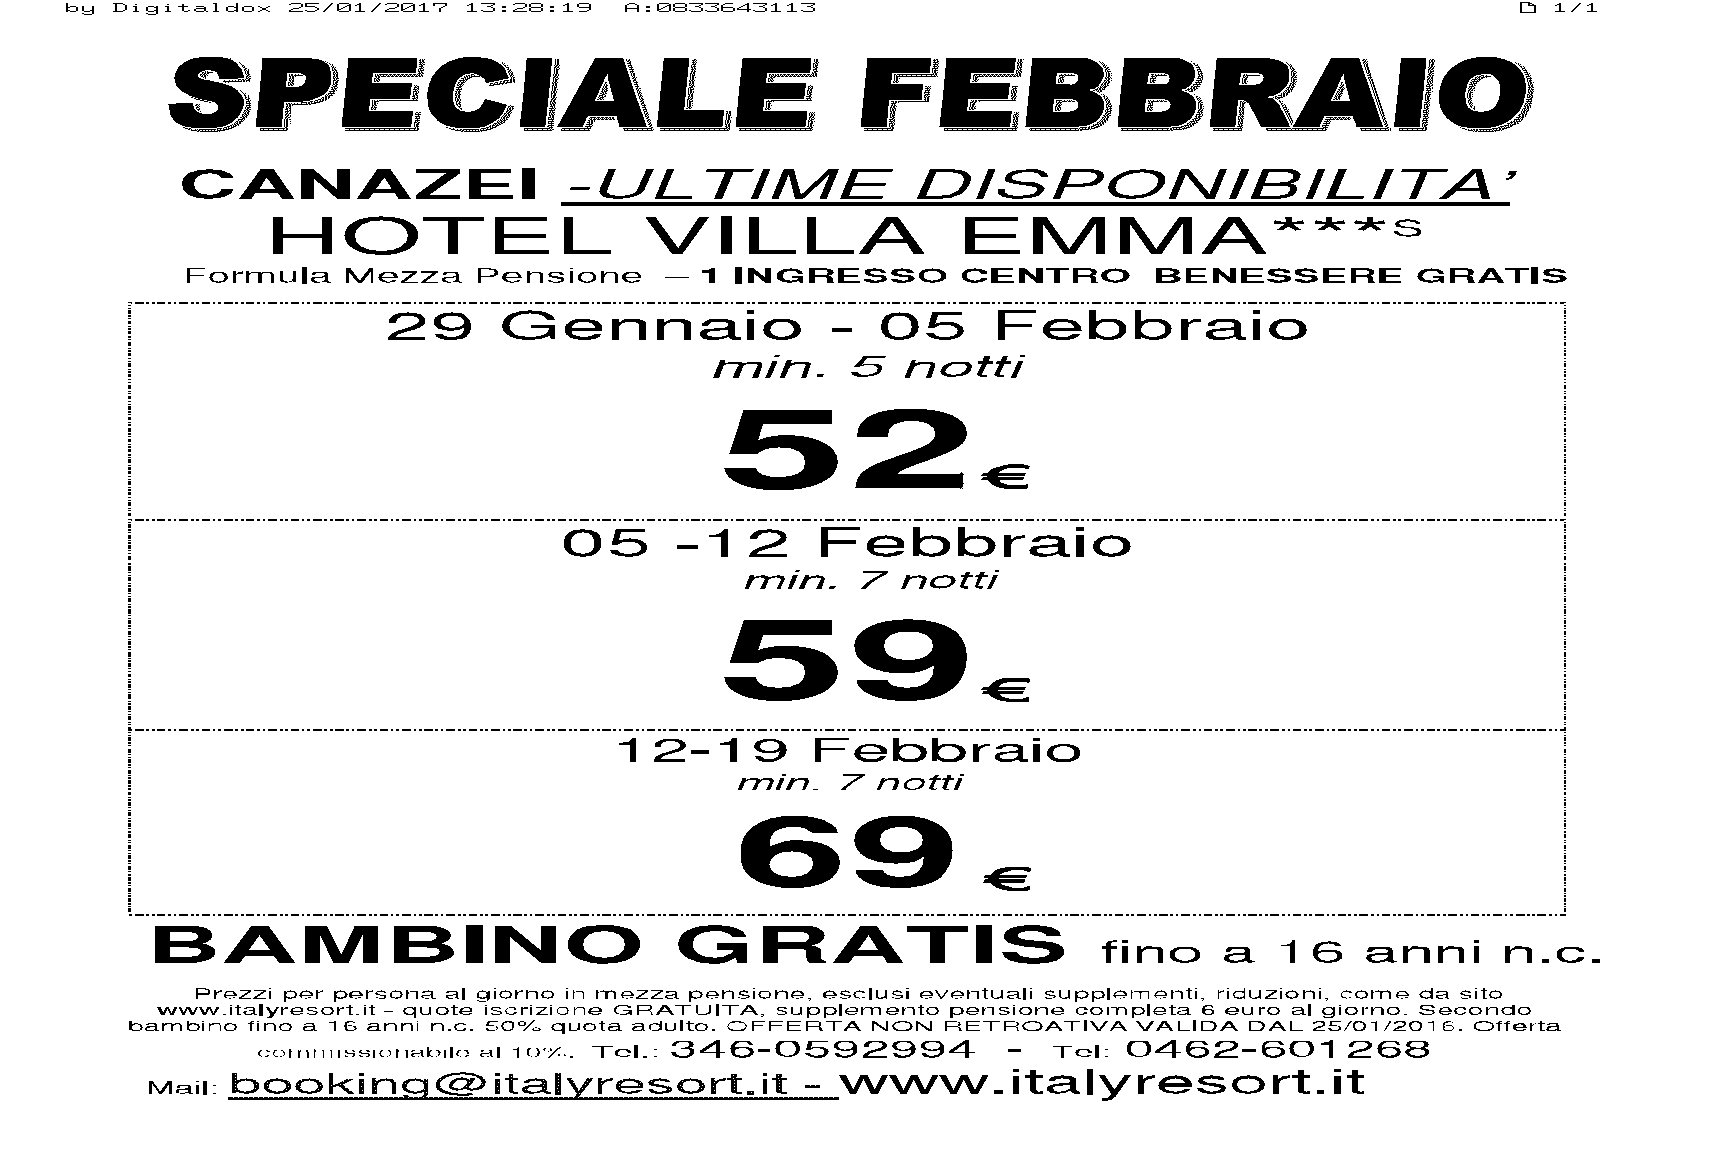 by Digitaldox 25/01/2017 13:28:19 A:0833643113 1/1
SPECIALE FEBBRAIO
CANAZEI -ULTIME DISPONIBILITA’
HOTEL VILLA EMMA***S
Formula Mezza Pensione – 1 INGRESSO CENTRO BENESSERE GRATIS
29 Gennaio - 05 Febbraio
min. 5 notti
52€
05 -12 Febbraio
min. 7 notti
59€
12-19 Febbraio
min. 7 notti
69 €
BAMBINO GRATIS fino a 16 anni n.c.
Prezzi per persona al giorno in mezza pensione, esclusi eventuali supplementi, riduzioni, come da sito
www.italyresort.it - quote iscrizione GRATUITA, supplemento pensione completa 6 euro al giorno. Secondo
bambino fino a 16 anni n.c. 50% quota adulto. OFFERTA NON RETROATIVA VALIDA DAL 25/01/2016. Offerta
commissionabile al 10%. Tel.: 346-0592994 - Tel: 0462-601268
Mail: booking@italyresort.it - www.italyresort.it